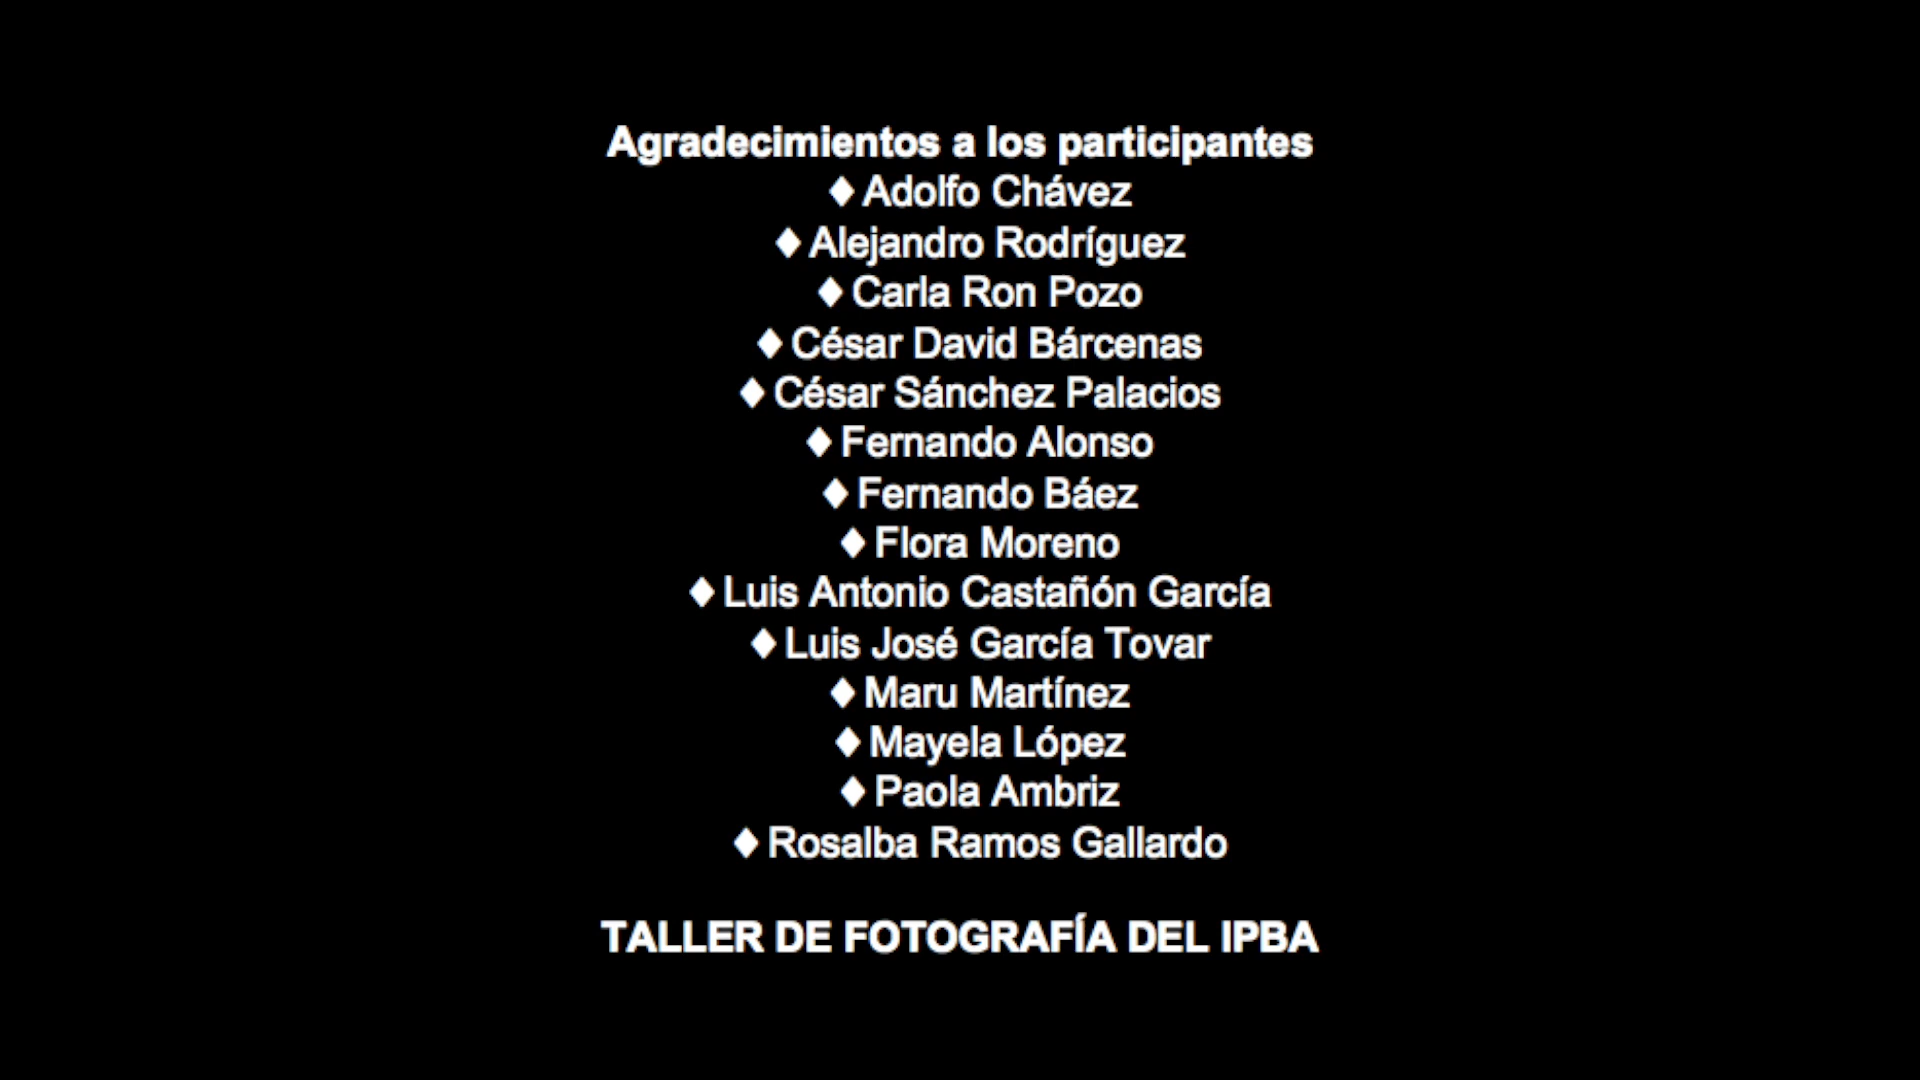 Agradecimientos a los participantes
♦ Adolfo Chávez
♦ Alejandro Rodríguez
♦ Carla Ron Pozo
♦ César David Bárcenas
♦ César Sánchez Palacios
♦ Fernando Alonso
♦ Fernando Báez
♦ Flora Moreno
♦ Luis Antonio Castañón García
♦ Luis José García Tovar
♦ Maru Martínez
♦ Mayela López
♦ Paola Ambriz
♦ Rosalba Ramos Gallardo
TALLER DE FOTOGRAFÍA DEL IPBA